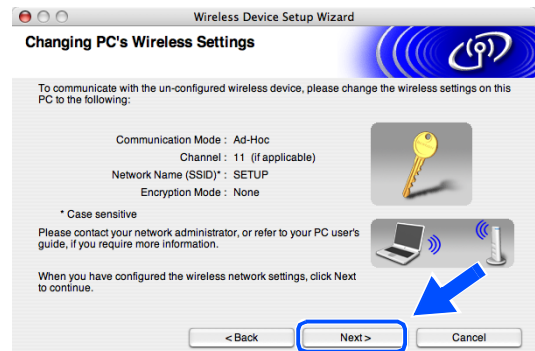 Wireless Device Setup Wizard
Changing PC's Wireless Settings
To communicate with the un-configured wireless device, please change the wireless settings on this
PC to the following:
Communication Mode : Ad-Hoc
Channel : 11 (if applicable)
Network Name (SSID)* : SETUP
Encryption Mode : None
* Case sensitive
Please contact your network administrator, or refer to your PC user's
guide, if you require more information.
When you have configured the wireless network settings, click Next
to continue.
< Back Next > Cancel